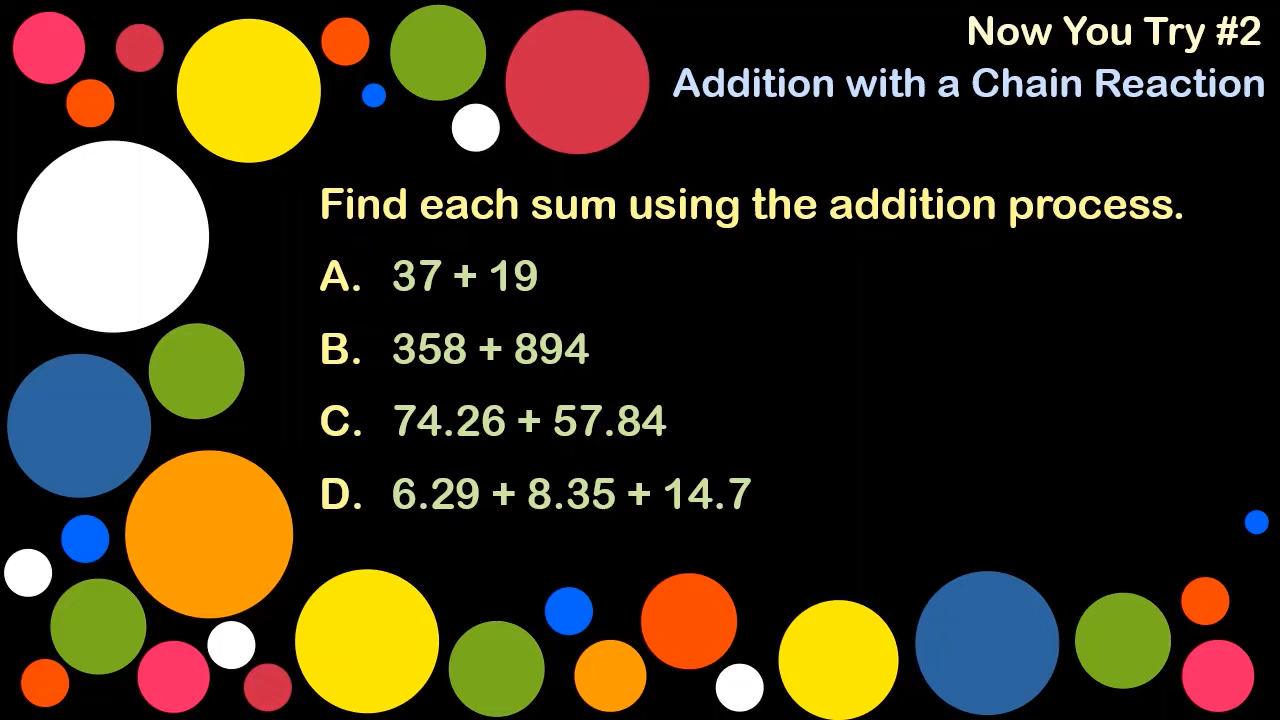 Now You Try #2
Addition with a Chain Reaction
Find each sum using the addition process.
A. 37 + 19
B. 358 + 894
C. 74.26 + 57.84
D. 6.29 + 8.35 + 14.7